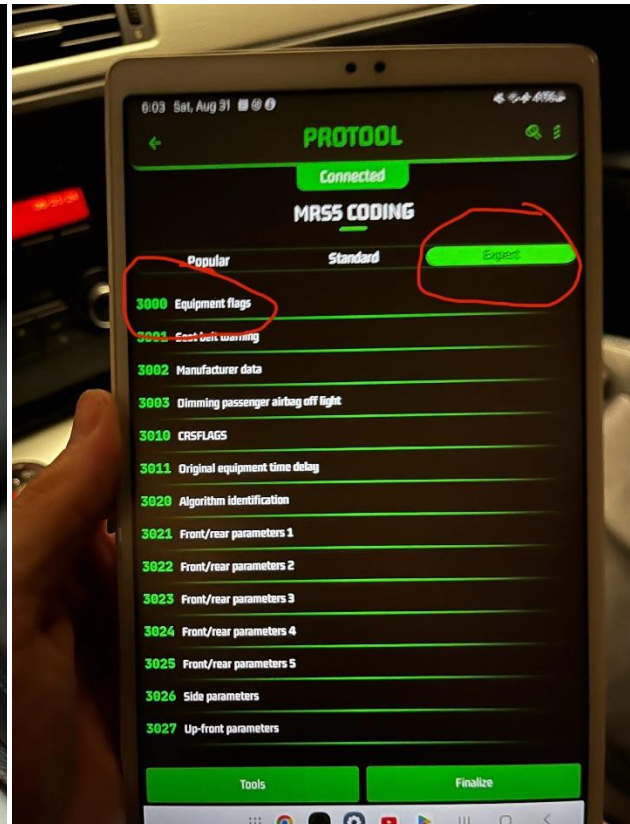 6:03 Sat, Aug 31
PROTOOL
Connected
MRS5 CODING
Popular Standard Expert
3000 Equipment flags
3001 Seat belt warning
3002 Manufacturer data
3003 Dimming passenger airbag off light
3010 CRSFLAGS
3011 Original equipment time delay
3020 Algorithm identification
3021 Front/rear parameters 1
3022 Front/rear parameters 2
3023 Front/rear parameters 3
3024 Front/rear parameters 4
3025 Front/rear parameters 5
3026 Side parameters
3027 Up-front parameters
Tools Finalize